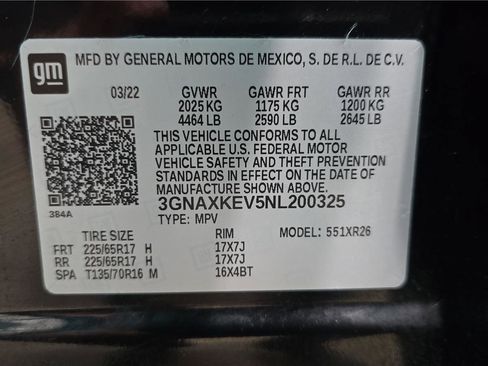 gm
MFD BY GENERAL MOTORS DE MEXICO, S. DE R.L. DE C.V.
03/22 GVWR GAWR FRT GAWR RR
2025 KG 1175 KG 1200 KG
4464 LB 2590 LB 2645 LB
THIS VEHICLE CONFORMS TO ALL
APPLICABLE U.S. FEDERAL MOTOR
VEHICLE SAFETY AND THEFT PREVENTION
STANDARDS IN EFFECT ON THE DATE OF
MANUFACTURE SHOWN ABOVE.
3GNAXKEV5NL200325
384A
TYPE: MPV MODEL: 551XR26
TIRE SIZE RIM
FRT 225/65R17 H 17X7J
RR 225/65R17 H 17X7J
SPA T135/70R16 M 16X4BT